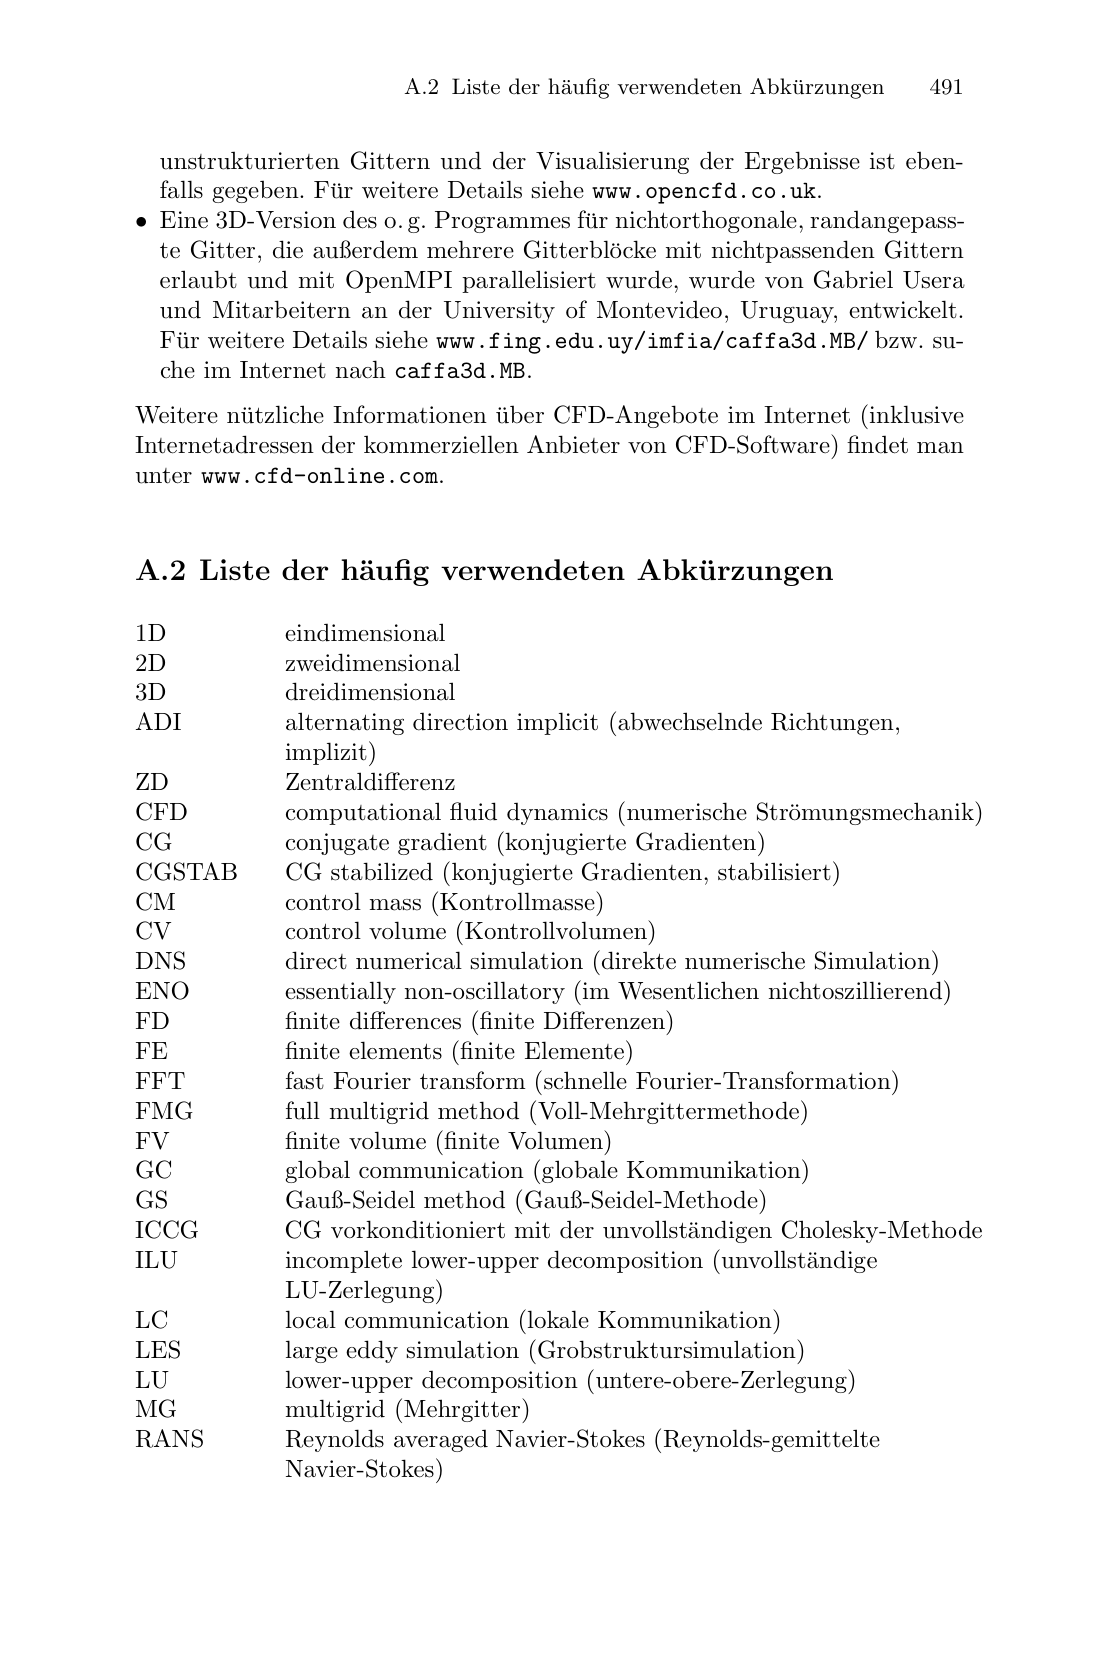 A.2 Liste der häufig verwendeten Abkürzungen 491
unstrukturierten Gittern und der Visualisierung der Ergebnisse ist eben-
falls gegeben. Für weitere Details siehe www.opencfd.co.uk.
• Eine 3D-Version des o. g. Programmes für nichtorthogonale, randangepass-
te Gitter, die außerdem mehrere Gitterblöcke mit nichtpassenden Gittern
erlaubt und mit OpenMPI parallelisiert wurde, wurde von Gabriel Usera
und Mitarbeitern an der University of Montevideo, Uruguay, entwickelt.
Für weitere Details siehe www.fing.edu.uy/imfia/caffa3d.MB/ bzw. su-
che im Internet nach caffa3d.MB.
Weitere nützliche Informationen über CFD-Angebote im Internet (inklusive
Internetadressen der kommerziellen Anbieter von CFD-Software) findet man
unter www.cfd-online.com.
A.2 Liste der häufig verwendeten Abkürzungen
1D eindimensional
2D zweidimensional
3D dreidimensional
ADI alternating direction implicit (abwechselnde Richtungen,
implizit)
ZD Zentraldifferenz
CFD computational fluid dynamics (numerische Strömungsmechanik)
CG conjugate gradient (konjugierte Gradienten)
CGSTAB CG stabilized (konjugierte Gradienten, stabilisiert)
CM control mass (Kontrollmasse)
CV control volume (Kontrollvolumen)
DNS direct numerical simulation (direkte numerische Simulation)
ENO essentially non-oscillatory (im Wesentlichen nichtoszillierend)
FD finite differences (finite Differenzen)
FE finite elements (finite Elemente)
FFT fast Fourier transform (schnelle Fourier-Transformation)
FMG full multigrid method (Voll-Mehrgittermethode)
FV finite volume (finite Volumen)
GC global communication (globale Kommunikation)
GS Gauß-Seidel method (Gauß-Seidel-Methode)
ICCG CG vorkonditioniert mit der unvollständigen Cholesky-Methode
ILU incomplete lower-upper decomposition (unvollständige
LU-Zerlegung)
LC local communication (lokale Kommunikation)
LES large eddy simulation (Grobstruktursimulation)
LU lower-upper decomposition (untere-obere-Zerlegung)
MG multigrid (Mehrgitter)
RANS Reynolds averaged Navier-Stokes (Reynolds-gemittelte
Navier-Stokes)